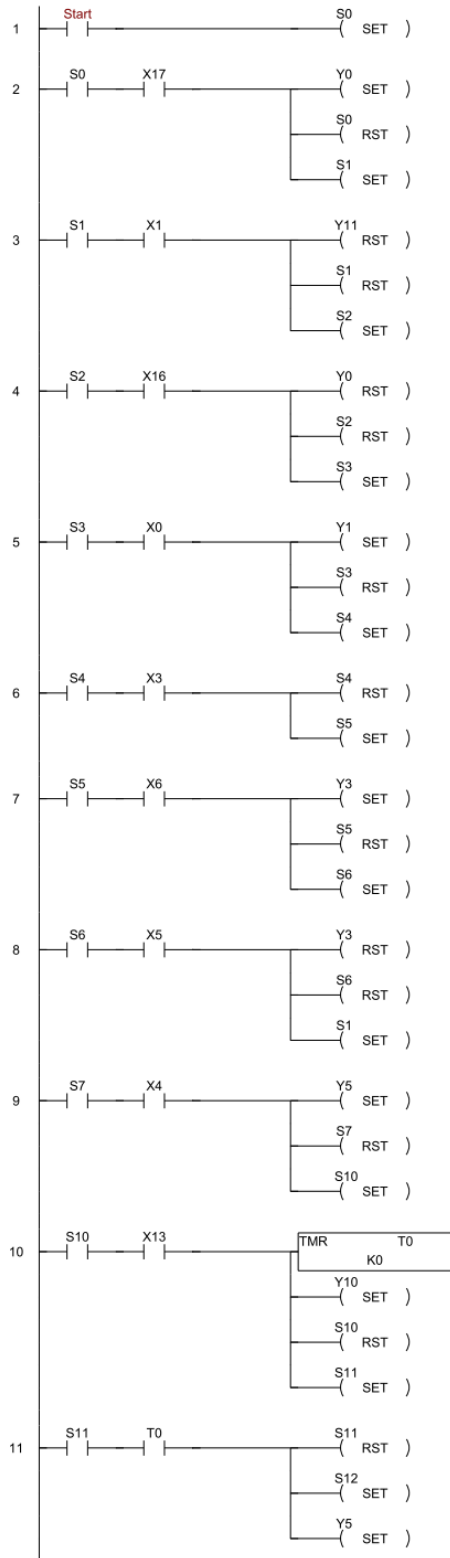 Start S0
1 SET
S0 X17 Y0
2 SET
S0
RST
S1
SET
S1 X1 Y11
3 RST
S1
RST
S2
SET
S2 X16 Y0
4 RST
S2
RST
S3
SET
S3 X0 Y1
5 SET
S3
RST
S4
SET
S4 X3 S4
6 RST
S5
SET
S5 X6 Y3
7 SET
S5
RST
S6
SET
S6 X5 Y3
8 RST
S6
RST
S1
SET
S7 X4 Y5
9 SET
S7
RST
S10
SET
S10 X13 TMR T0
10 K0
Y10
SET
S10
RST
S11
SET
S11 T0 S11
11 RST
S12
SET
Y5
SET